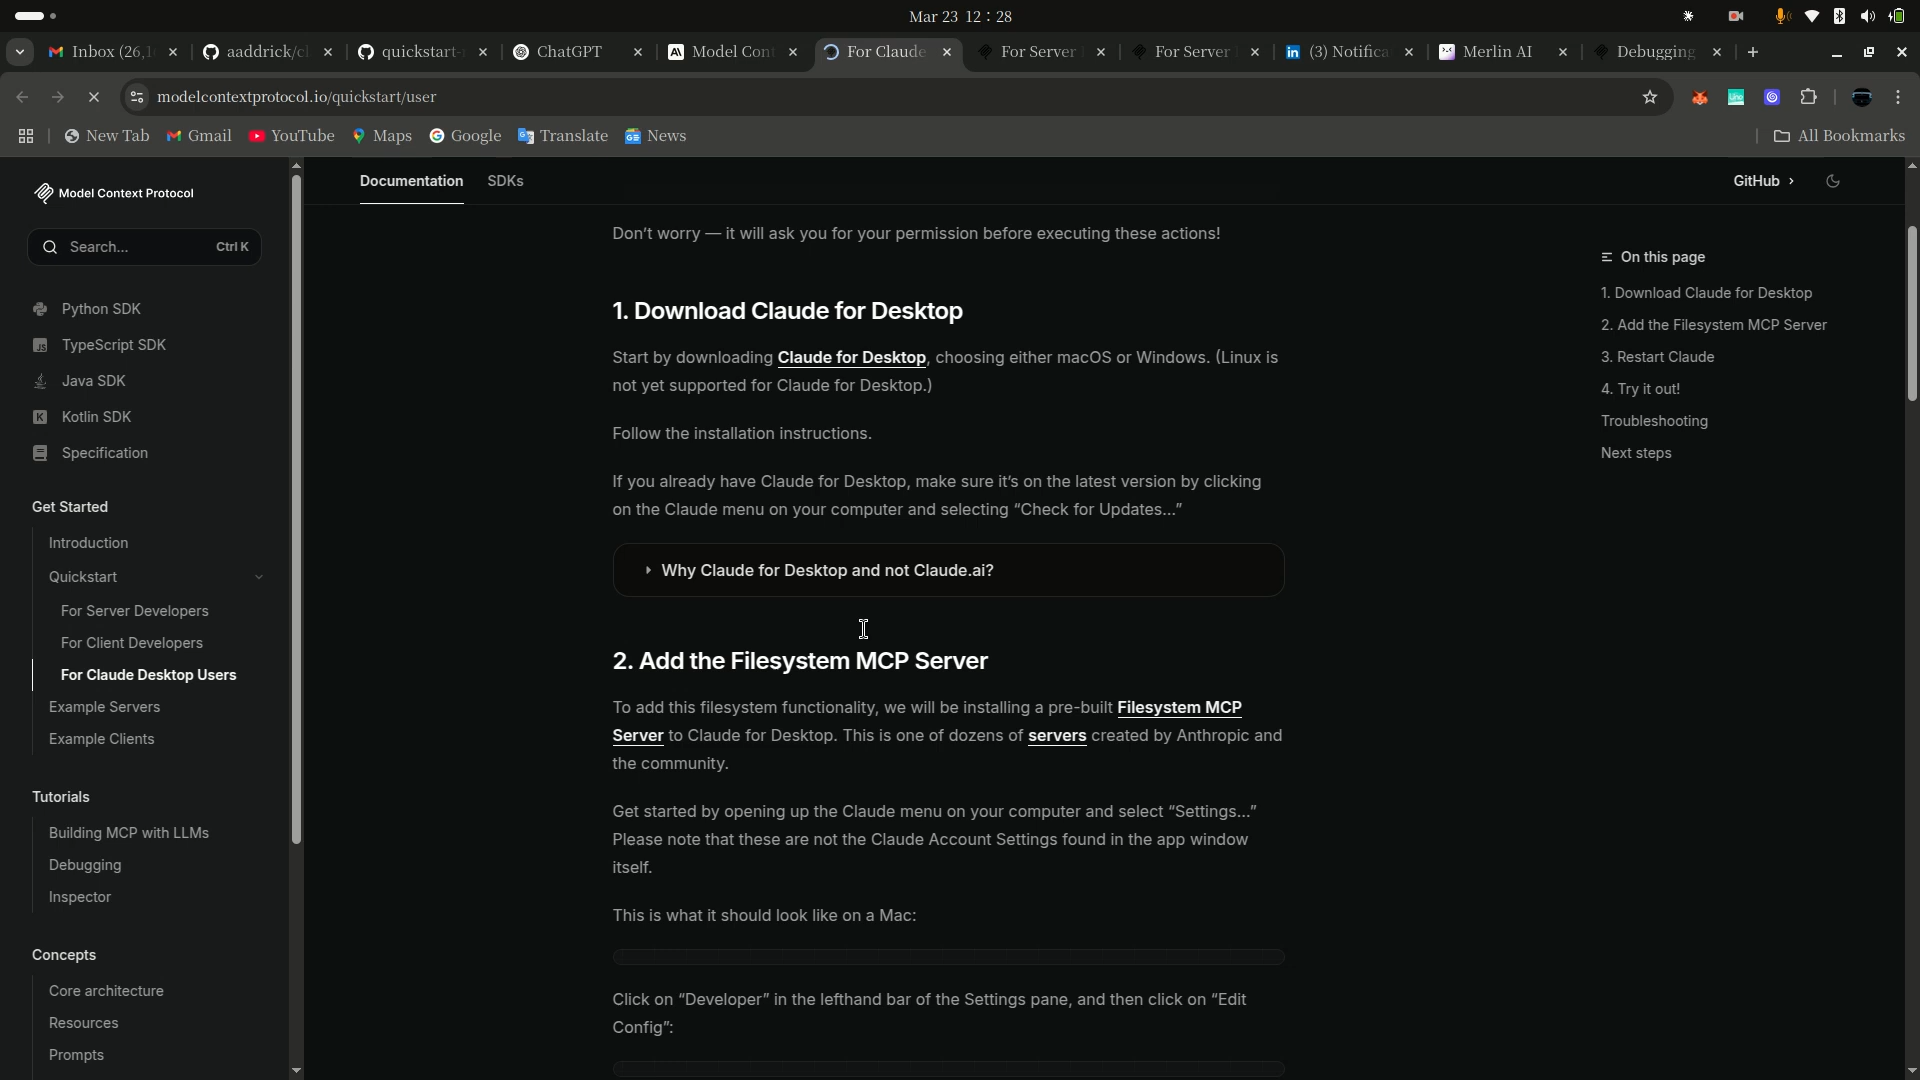 Mar 23 12 : 28
Inbox (26,1
aaddrick/cl
quickstart-
ChatGPT
Model Cont
For Claude
For Server
For Server
(3) Notifica
Merlin AI
Debugging
modelcontextprotocol.io/quickstart/user
New Tab
Gmail
YouTube
Maps
Google
Translate
News
All Bookmarks
Model Context Protocol
Search...
Ctrl K
Python SDK
TypeScript SDK
Java SDK
Kotlin SDK
Specification
Get Started
Introduction
Quickstart
For Server Developers
For Client Developers
For Claude Desktop Users
Example Servers
Example Clients
Tutorials
Building MCP with LLMs
Debugging
Inspector
Concepts
Core architecture
Resources
Prompts
Documentation
SDKs
GitHub
Don’t worry — it will ask you for your permission before executing these actions!
1. Download Claude for Desktop
Start by downloading Claude for Desktop, choosing either macOS or Windows. (Linux is
not yet supported for Claude for Desktop.)
Follow the installation instructions.
If you already have Claude for Desktop, make sure it’s on the latest version by clicking
on the Claude menu on your computer and selecting “Check for Updates…”
Why Claude for Desktop and not Claude.ai?
2. Add the Filesystem MCP Server
To add this filesystem functionality, we will be installing a pre-built Filesystem MCP
Server to Claude for Desktop. This is one of dozens of servers created by Anthropic and
the community.
Get started by opening up the Claude menu on your computer and select “Settings…”
Please note that these are not the Claude Account Settings found in the app window
itself.
This is what it should look like on a Mac:
Click on “Developer” in the lefthand bar of the Settings pane, and then click on “Edit
Config”:
On this page
1. Download Claude for Desktop
2. Add the Filesystem MCP Server
3. Restart Claude
4. Try it out!
Troubleshooting
Next steps